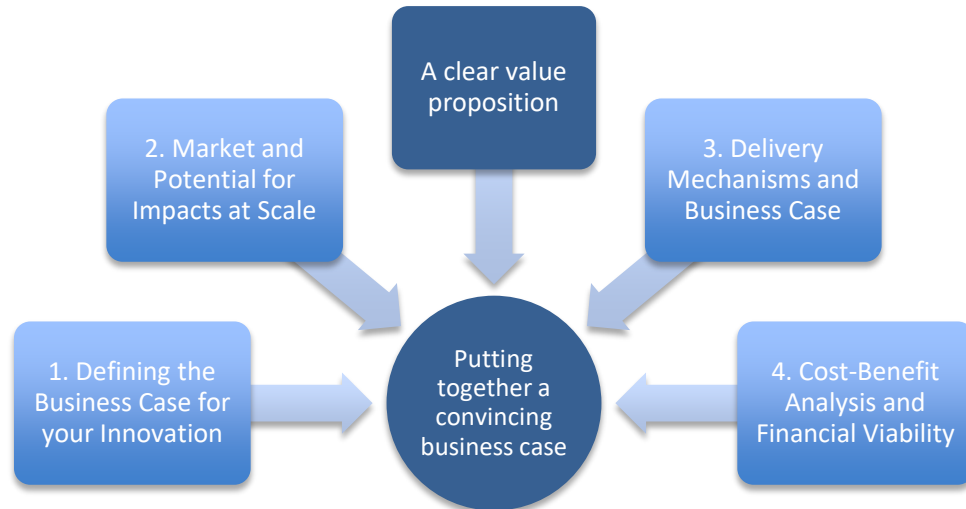 A clear value
proposition
2. Market and
Potential for
Impacts at Scale
3. Delivery
Mechanisms and
Business Case
1. Defining the
Business Case for
your Innovation
Putting
together a
convincing
business case
4. Cost-Benefit
Analysis and
Financial Viability